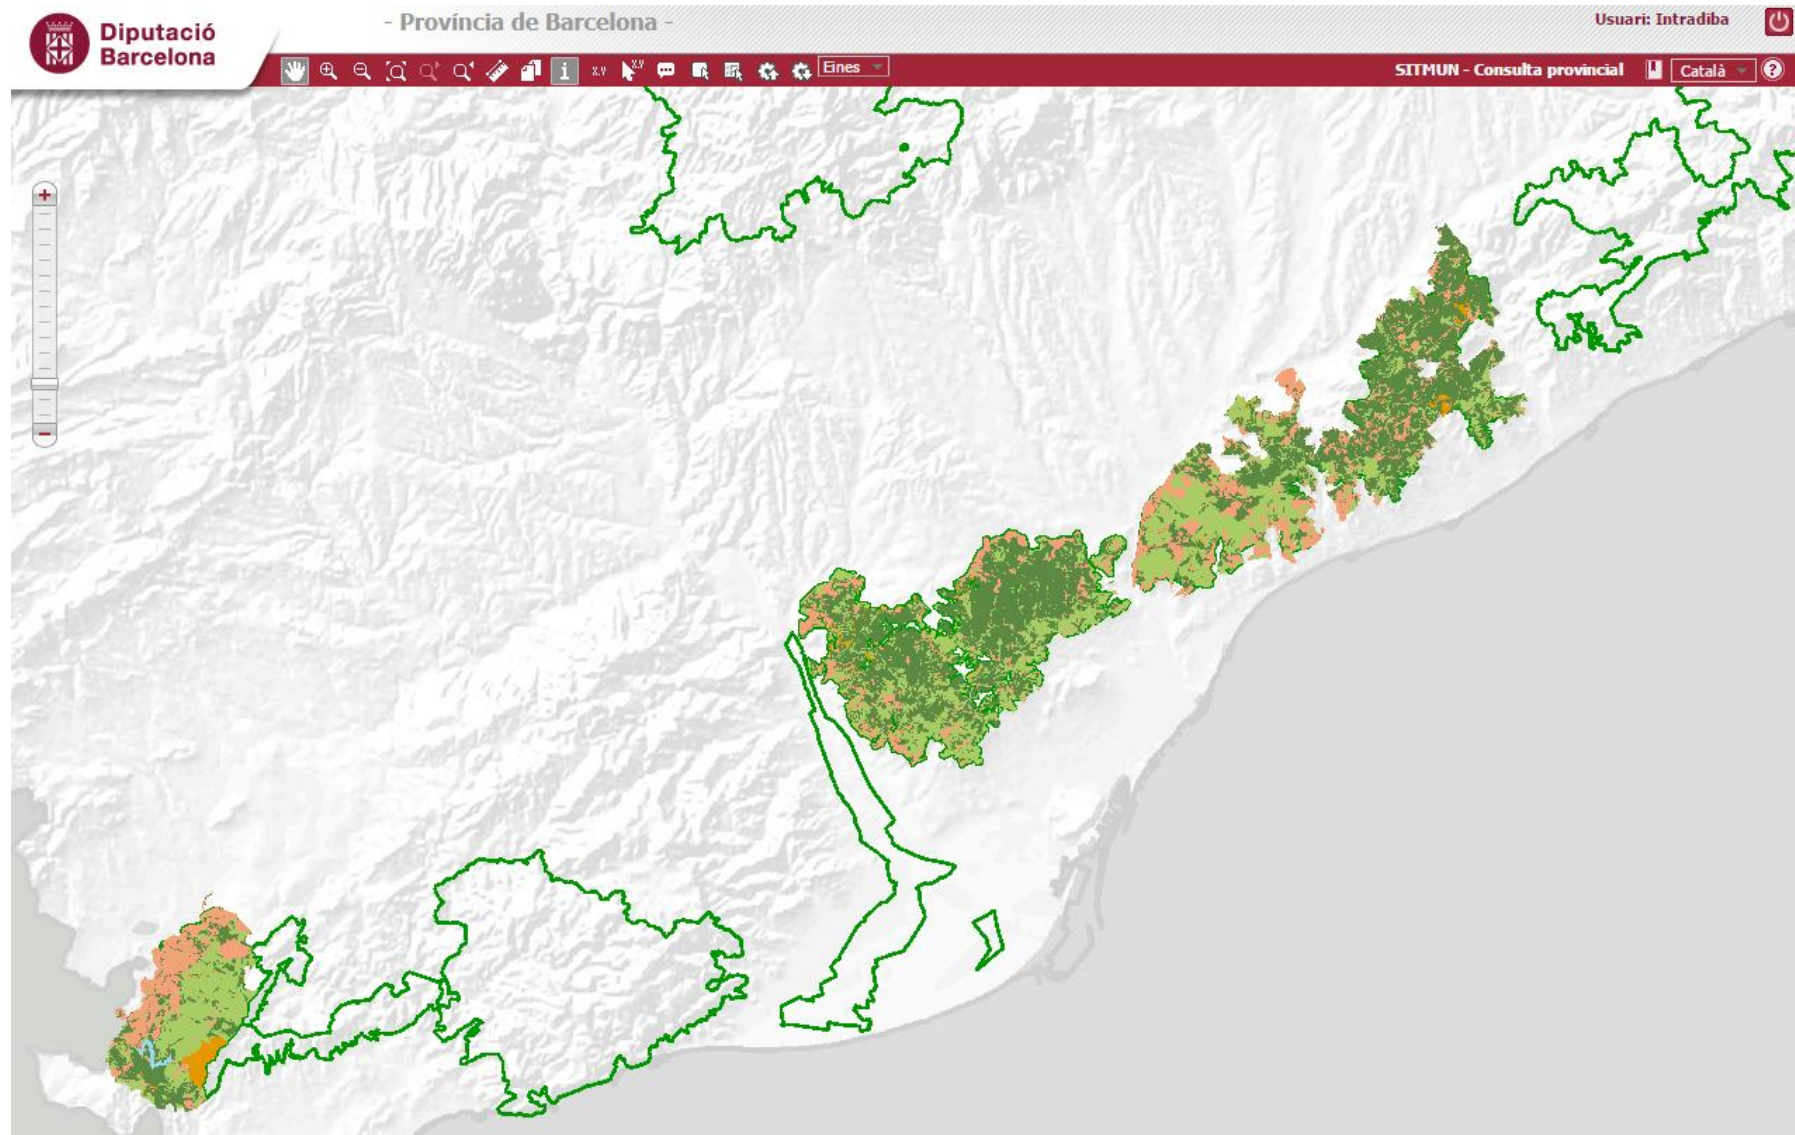 Diputació
Barcelona
- Província de Barcelona -
Usuari: Intradiba
i
X.Y
X.Y
Eines
SITMUN - Consulta provincial
Català
?
+
−